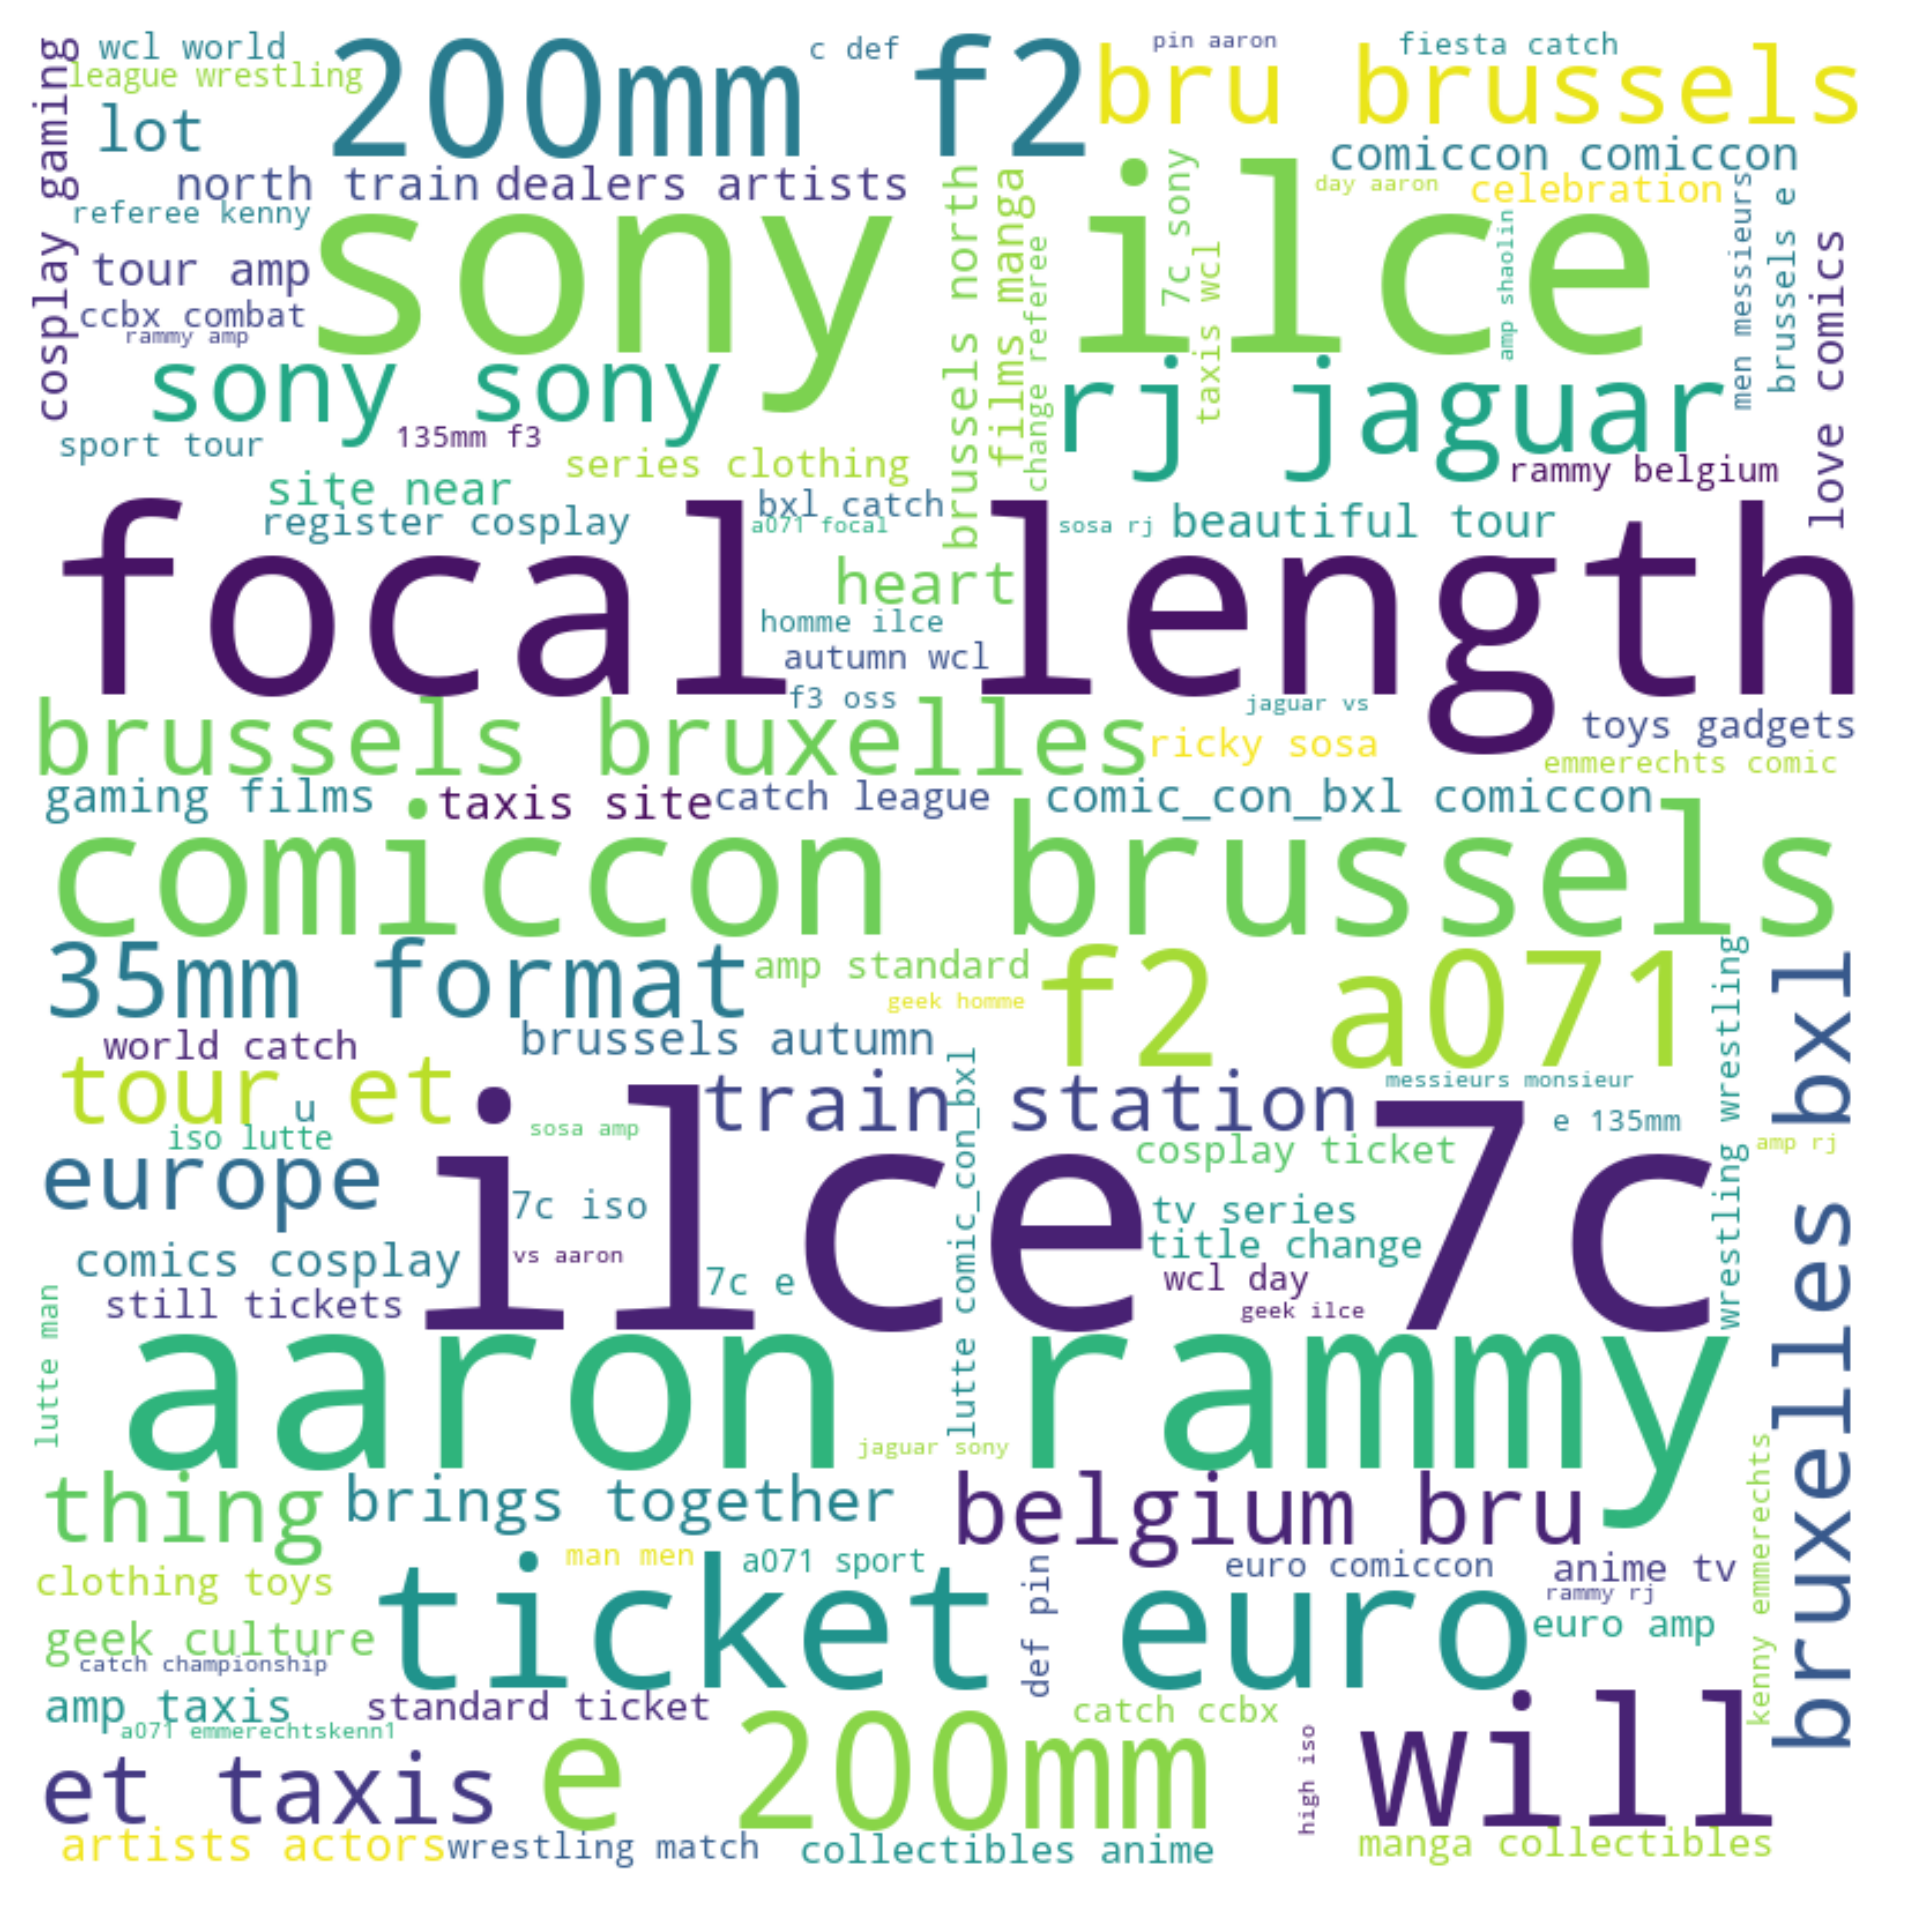 wcl world
200mm f2
c def
bru brussels
pin aaron
fiesta catch
league wrestling
cosplay gaming
lot
comiccon comiccon
north train
dealers artists
brussels north
films manga
7c sony
day aaron
celebration
men messieurs
brussels e
referee kenny
sony ilce
amp shaolin
love comics
tour amp
change referee
taxis wcl
ccbx combat
rammy amp
sony sony
rj jaguar
sport tour
135mm f3
series clothing
rammy belgium
site near
bxl catch
register cosplay
a071 focal
sosa rj
beautiful tour
focal length
heart
homme ilce
autumn wcl
f3 oss
jaguar vs
brussels bruxelles
ricky sosa
toys gadgets
emmerechts comic
gaming films
taxis site
catch league
comic_con_bxl comiccon
comiccon brussels
35mm format
amp standard
f2 a071
geek homme
wrestling wrestling
bruxelles bxl
world catch
brussels autumn
tour et
u
train station
messieurs monsieur
e 135mm
iso lutte
sosa amp
lutte comic_con_bxl
cosplay ticket
amp rj
europe
ilce 7c
7c iso
tv series
comics cosplay
vs aaron
title change
7c e
wcl day
still tickets
geek ilce
lutte man
aaron rammy
jaguar sony
thing
brings together
belgium bru
kenny emmerechts
clothing toys
man men
a071 sport
def pin
euro comiccon
anime tv
ticket euro
rammy rj
geek culture
euro amp
catch championship
amp taxis
standard ticket
catch ccbx
a071 emmerechtskenn1
et taxis
e 200mm
high iso
will
artists actors
wrestling match
collectibles anime
manga collectibles